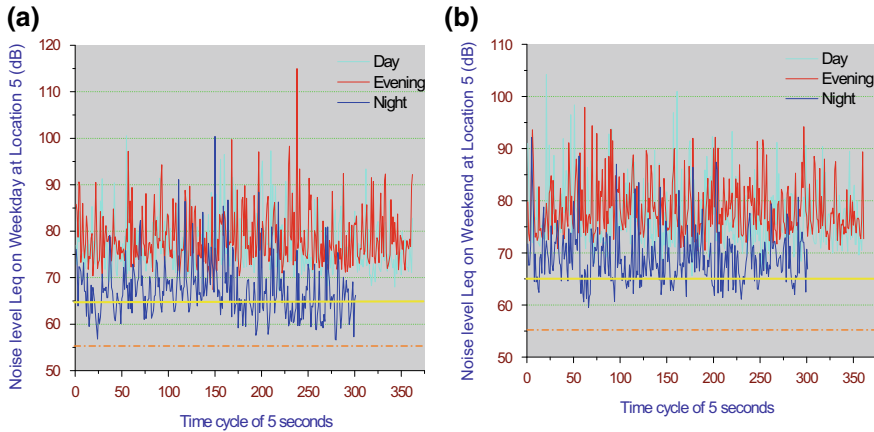 (a)
Noise level Leq on Weekday at Location 5 (dB)
120
110
100
90
80
70
60
50
Day
Evening
Night
0 50 100 150 200 250 300 350
Time cycle of 5 seconds
(b)
Noise level Leq on Weekend at Location 5 (dB)
110
100
90
80
70
60
50
Day
Evening
Night
0 50 100 150 200 250 300 350
Time cycle of 5 seconds